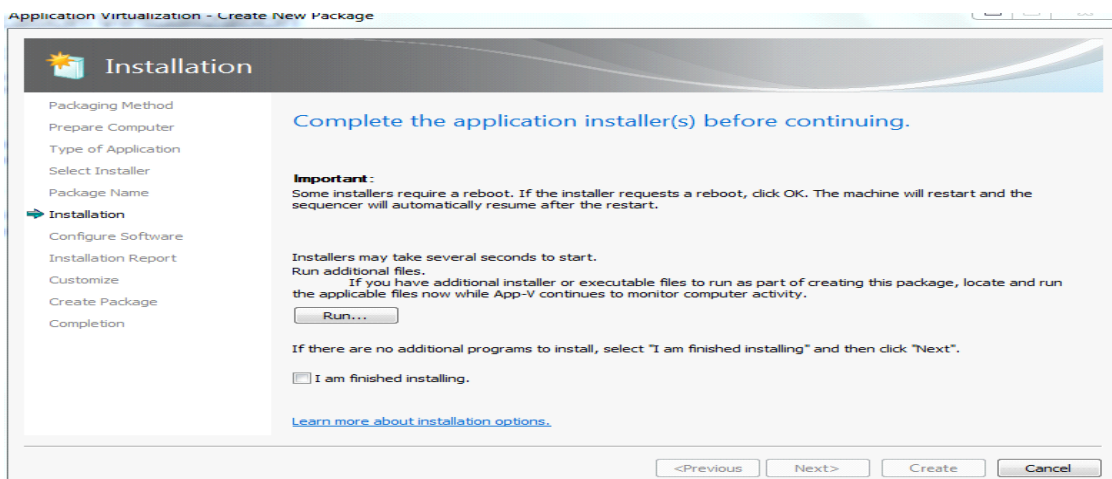 Application Virtualization - Create New Package
Installation
Packaging Method
Prepare Computer
Type of Application
Select Installer
Package Name
Installation
Configure Software
Installation Report
Customize
Create Package
Completion
Complete the application installer(s) before continuing.
Important:
Some installers require a reboot. If the installer requests a reboot, click OK. The machine will restart and the
sequencer will automatically resume after the restart.
Installers may take several seconds to start.
Run additional files.
If you have additional installer or executable files to run as part of creating this package, locate and run
the applicable files now while App-V continues to monitor computer activity.
Run...
If there are no additional programs to install, select "I am finished installing" and then click "Next".
I am finished installing.
Learn more about installation options.
<Previous
Next>
Create
Cancel